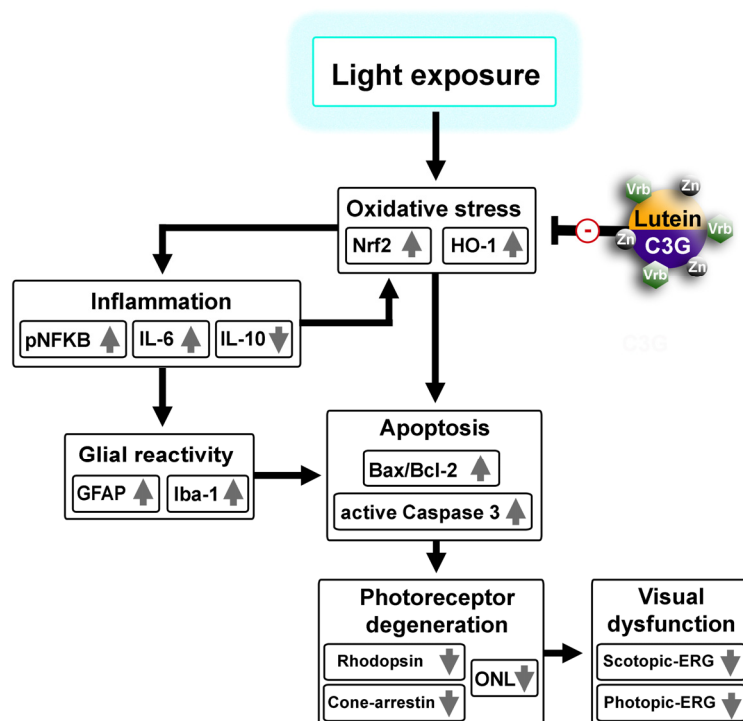 Light exposure
Oxidative stress
Nrf2
HO-1
Vrb
Zn
Lutein
Vrb
Zn
C3G
Vrb
Zn
-
Inflammation
pNFKB
IL-6
IL-10
C3G
Glial reactivity
GFAP
Iba-1
Apoptosis
Bax/Bcl-2
active Caspase 3
Photoreceptor
degeneration
Rhodopsin
Cone-arrestin
ONL
Visual
dysfunction
Scotopic-ERG
Photopic-ERG